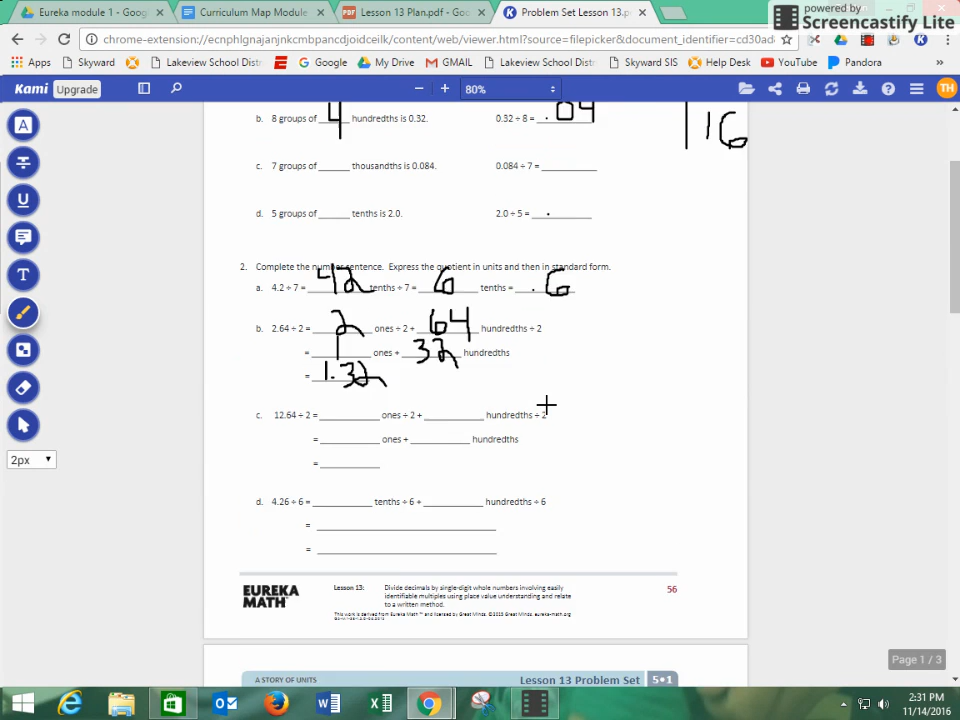 Eureka module 1 - Goog
Curriculum Map Module
Lesson 13 Plan.pdf - Goo
Problem Set Lesson 13.pd
powered by
Screencastify Lite
chrome-extension://ecnphlgnajanjnkcmbpancdjoidceilk/content/web/viewer.html?source=filepicker&document_identifier=cd30ad
Apps Skyward Lakeview School Distr Google My Drive GMAIL Lakeview School Distr Skyward SIS Help Desk YouTube Pandora »
Kami Upgrade 80% TH
b. 8 groups of 4 hundredths is 0.32. 0.32 ÷ 8 = .04
116
c. 7 groups of ______ thousandths is 0.084. 0.084 ÷ 7 = ______
d. 5 groups of ______ tenths is 2.0. 2.0 ÷ 5 = .
2. Complete the number sentence. Express the quotient in units and then in standard form.
a. 4.2 ÷ 7 = 42 tenths ÷ 7 = 6 tenths = .6
b. 2.64 ÷ 2 = 2 ones ÷ 2 + 64 hundredths ÷ 2
= 1 ones + 32 hundredths
= 1.32
c. 12.64 ÷ 2 = ______ ones ÷ 2 + ______ hundredths ÷ 2
= ______ ones + ______ hundredths
= ______
d. 4.26 ÷ 6 = ______ tenths ÷ 6 + ______ hundredths ÷ 6
= ______
= ______
2px
EUREKA MATH™
Lesson 13: Divide decimals by single-digit whole numbers involving easily
identifiable multiples using place value understanding and relate
to a written method.
56
Page 1 / 3
A STORY OF UNITS Lesson 13 Problem Set 5•1
2:31 PM
11/14/2016